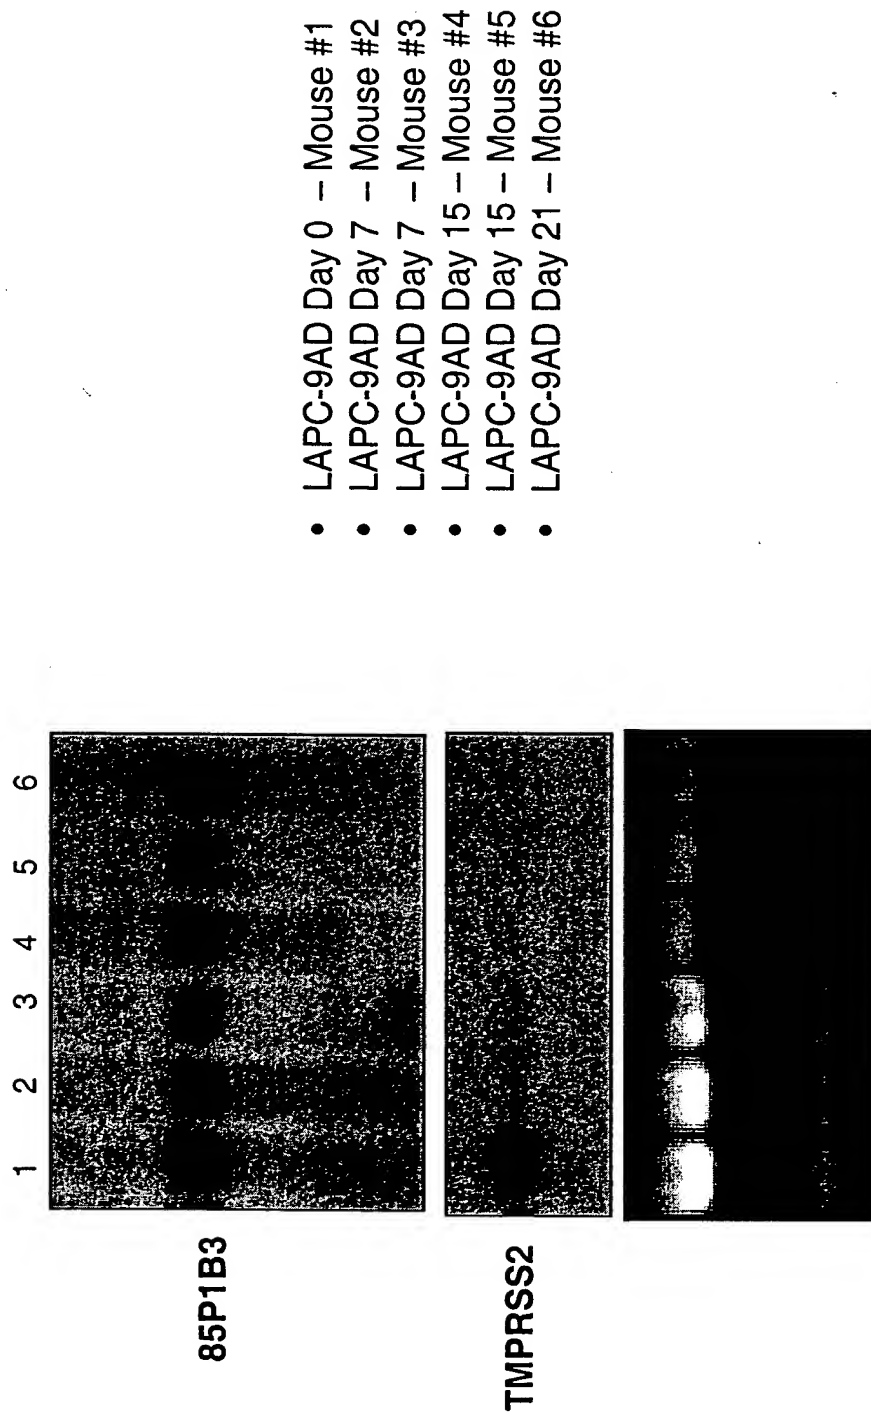 1 2 3 4 5 6
85P1B3
TMPRSS2
• LAPC-9AD Day 0 – Mouse #1
• LAPC-9AD Day 7 – Mouse #2
• LAPC-9AD Day 7 – Mouse #3
• LAPC-9AD Day 15 – Mouse #4
• LAPC-9AD Day 15 – Mouse #5
• LAPC-9AD Day 21 – Mouse #6